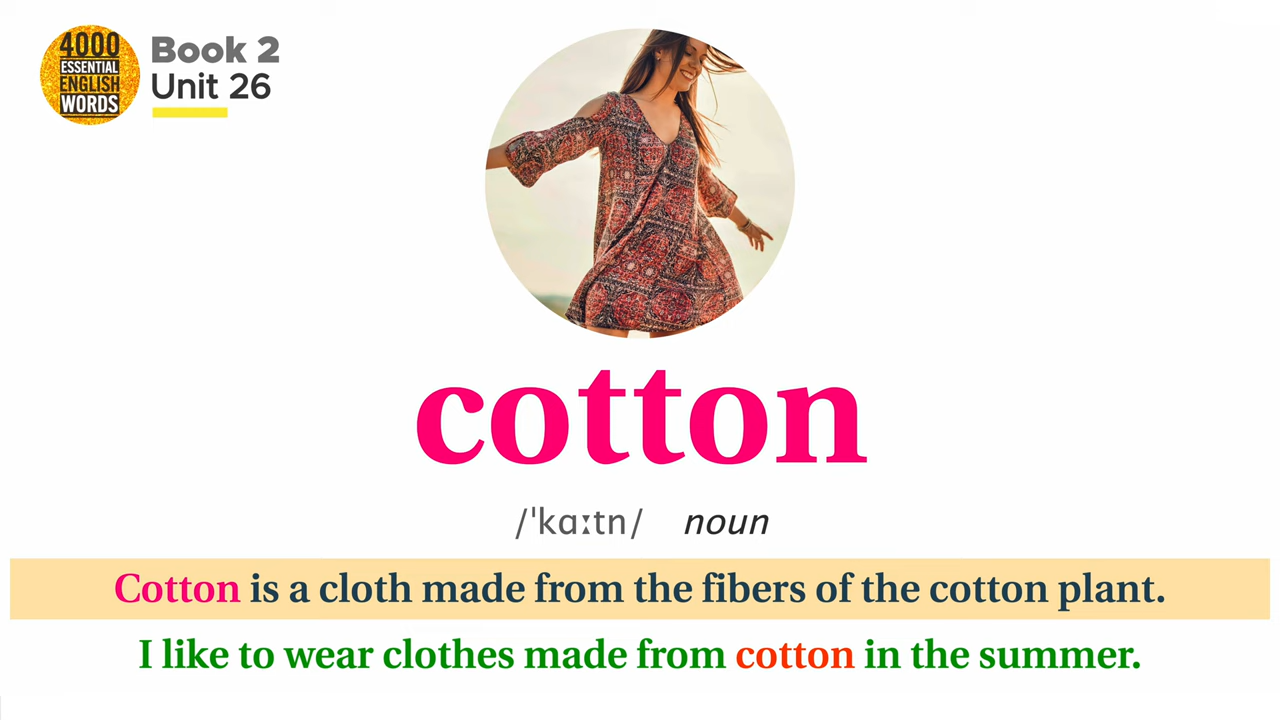 4000
ESSENTIAL
ENGLISH
WORDS
Book 2
Unit 26
cotton
/ˈkɑːtn/ noun
Cotton is a cloth made from the fibers of the cotton plant.
I like to wear clothes made from cotton in the summer.